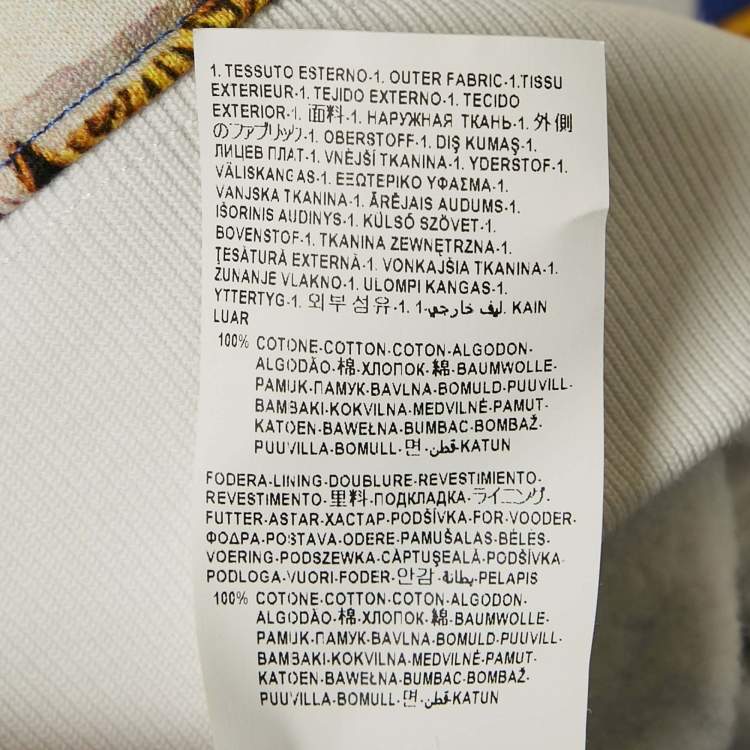 1. TESSUTO ESTERNO-1. OUTER FABRIC-1.TISSU
EXTERIEUR-1. TEJIDO EXTERNO-1. TECIDO
EXTERIOR-1. 面料-1. НАРУЖНАЯ ТКАНЬ-1. 外側
のファブリック-1. OBERSTOFF-1. DIŞ KUMAŞ-1.
ЛИЦЕВ ПЛАТ-1. VNĚJŠÍ TKANINA-1. YDERSTOF-1.
VÄLISKANGAS-1. ΕΞΩΤΕΡΙΚΟ ΥΦΑΣΜΑ-1.
VANJSKA TKANINA-1. ĀRĒJAIS AUDUMS-1.
IŠORINIS AUDINYS-1. KÜLSŐ SZÖVET-1.
BOVENSTOF-1. TKANINA ZEWNĘTRZNA-1.
ŢESĂTURĂ EXTERNĂ-1. VONKAJŠIA TKANINA-1.
ZUNANJE VLAKNO-1. ULOMPI KANGAS-1.
YTTERTYG-1. 외부 섬유-1. ليف خارجي-1. KAIN
LUAR
100% COTONE-COTTON-COTON-ALGODON-
ALGODÃO-棉-ХЛОПОК-綿-BAUMWOLLE-
PAMUK-ПАМУК-BAVLNA-BOMULD-PUUVILL-
BAMBAKI-KOKVILNA-MEDVILNĖ-PAMUT-
KATOEN-BAWEŁNA-BUMBAC-BOMBAŽ-
PUUVILLA-BOMULL-면-قطن-KATUN
FODERA-LINING-DOUBLURE-REVESTIMIENTO-
REVESTIMENTO-里料-ПОДКЛАДКА-ライニング-
FUTTER-ASTAR-ХАСТАР-PODŠÍVKA-FOR-VOODER-
ΦΟΔΡΑ-POSTAVA-ODERE-PAMUŠALAS-BÉLÉS-
VOERING-PODSZEWKA-CĂPTUŞEALĂ-PODŠÍVKA-
PODLOGA-VUORI-FODER-안감-بطانة-PELAPIS
100% COTONE-COTTON-COTON-ALGODON-
ALGODÃO-棉-ХЛОПОК-綿-BAUMWOLLE-
PAMUK-ПАМУК-BAVLNA-BOMULD-PUUVILL-
BAMBAKI-KOKVILNA-MEDVILNĖ-PAMUT-
KATOEN-BAWEŁNA-BUMBAC-BOMBAŽ-
PUUVILLA-BOMULL-면-قطن-KATUN